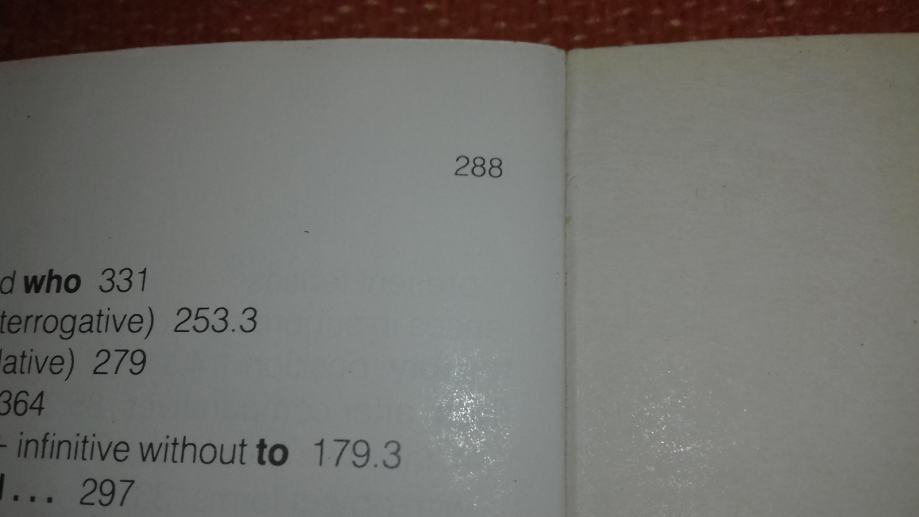 288
who 331
terrogative) 253.3
lative) 279
364
infinitive without to 179.3
... 297